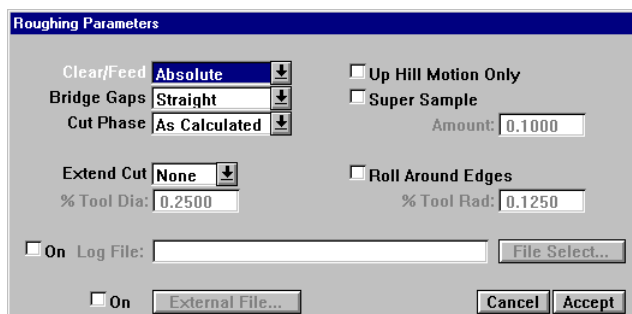 Roughing Parameters
Clear/Feed Absolute
Up Hill Motion Only
Bridge Gaps Straight
Super Sample
Cut Phase As Calculated
Amount: 0.1000
Extend Cut None
Roll Around Edges
% Tool Dia: 0.2500
% Tool Rad: 0.1250
On Log File: File Select...
On External File...
Cancel Accept